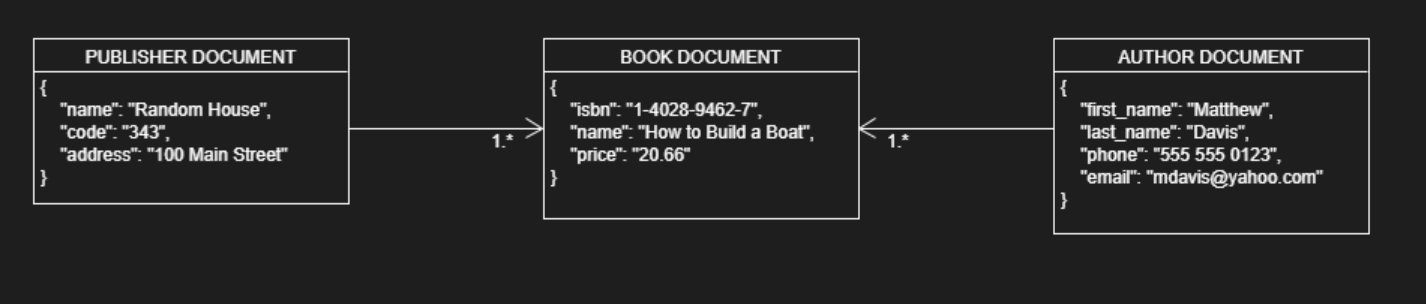 PUBLISHER DOCUMENT
{
"name": "Random House",
"code": "343",
"address": "100 Main Street"
}
1.*
BOOK DOCUMENT
{
"isbn": "1-4028-9462-7",
"name": "How to Build a Boat",
"price": "20.66"
}
1.*
AUTHOR DOCUMENT
{
"first_name": "Matthew",
"last_name": "Davis",
"phone": "555 555 0123",
"email": "mdavis@yahoo.com"
}